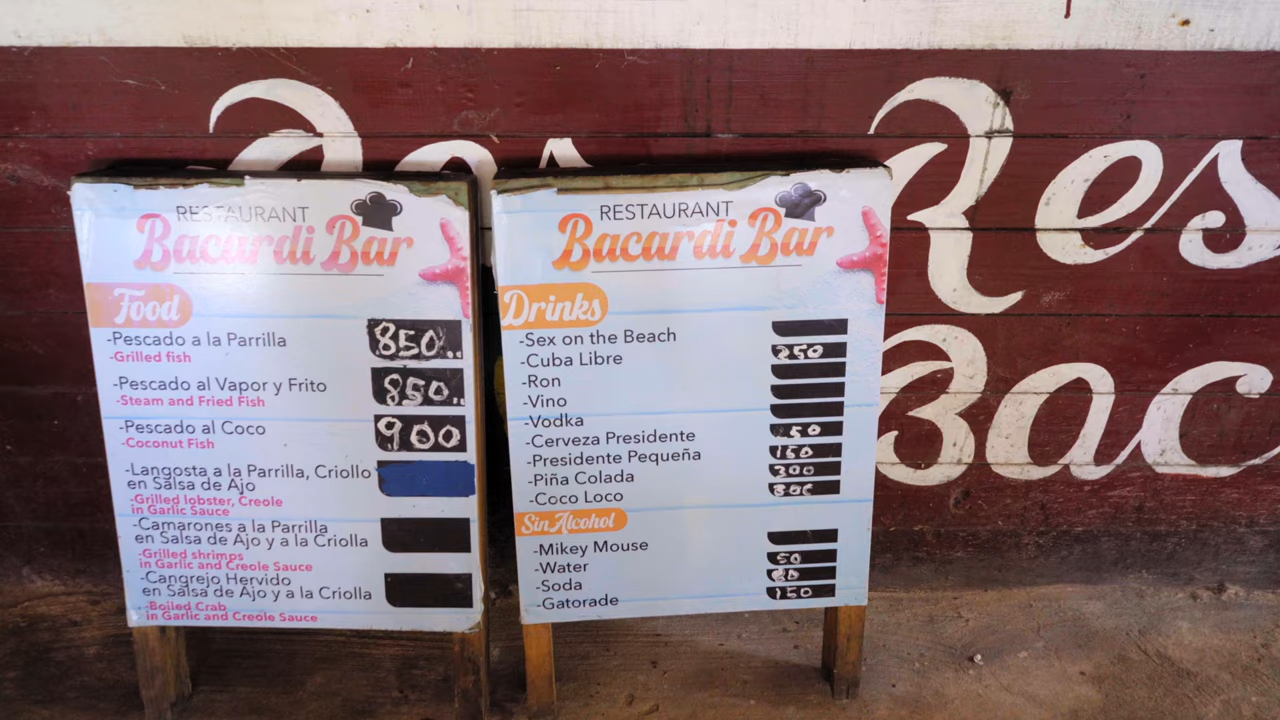 RESTAURANT
Bacardi Bar
Food
-Pescado a la Parrilla 850..
-Grilled fish
-Pescado al Vapor y Frito 850..
-Steam and Fried Fish
-Pescado al Coco 900
-Coconut Fish
-Langosta a la Parrilla, Criollo
en Salsa de Ajo
-Grilled lobster, Creole
in Garlic Sauce
-Camarones a la Parrilla
en Salsa de Ajo y a la Criolla
-Grilled shrimps
in Garlic and Creole Sauce
-Cangrejo Hervido
en Salsa de Ajo y a la Criolla
-Boiled Crab
in Garlic and Creole Sauce
RESTAURANT
Bacardi Bar
Drinks
-Sex on the Beach
-Cuba Libre 250
-Ron
-Vino
-Vodka
-Cerveza Presidente
-Presidente Pequeña 150
-Piña Colada 300
-Coco Loco 300
Sin Alcohol
-Mikey Mouse
-Water 50
-Soda
-Gatorade 150
Res
Bac